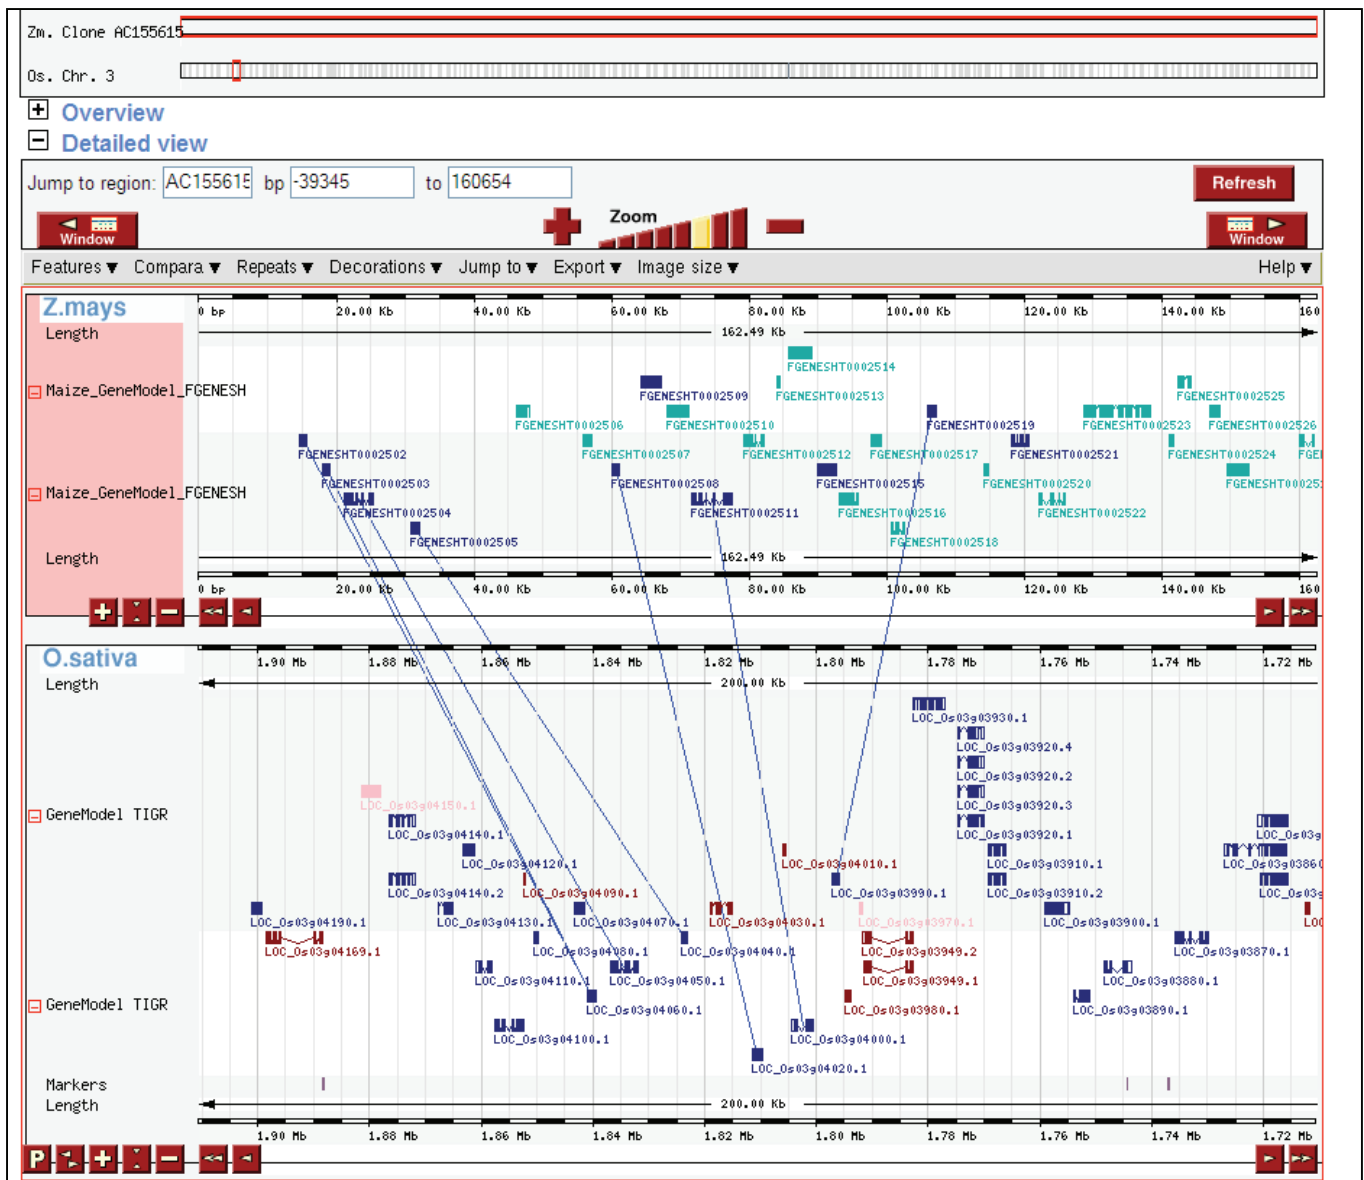 Zm. Clone AC155615
Os. Chr. 3
Overview
Detailed view
Jump to region: AC155615 bp -39345 to 160654 Refresh
Window Zoom Window
Features Compara Repeats Decorations Jump to Export Image size Help
Z.mays 0 bp 20.00 Kb 40.00 Kb 60.00 Kb 80.00 Kb 100.00 Kb 120.00 Kb 140.00 Kb 160
Length 162.49 Kb
FGENESHT0002514
Maize_GeneModel_FGENESH FGENESHT0002509 FGENESHT0002513 FGENESHT0002525
FGENESHT0002506 FGENESHT0002510 FGENESHT0002519 FGENESHT0002523 FGENESHT0002526
FGENESHT0002502 FGENESHT0002507 FGENESHT0002512 FGENESHT0002517 FGENESHT0002521 FGENESHT0002524 FGE
Maize_GeneModel_FGENESH FGENESHT0002503 FGENESHT0002508 FGENESHT0002515 FGENESHT0002520 FGENESHT000252
FGENESHT0002504 FGENESHT0002511 FGENESHT0002516 FGENESHT0002522
FGENESHT0002505 FGENESHT0002518
Length 162.49 Kb
0 bp 20.00 Kb 40.00 Kb 60.00 Kb 80.00 Kb 100.00 Kb 120.00 Kb 140.00 Kb 160
O.sativa 1.90 Mb 1.88 Mb 1.86 Mb 1.84 Mb 1.82 Mb 1.80 Mb 1.78 Mb 1.76 Mb 1.74 Mb 1.72 Mb
Length 200.00 Kb
LOC_Os03g03930.1
LOC_Os03g03920.4
LOC_Os03g03920.2
LOC_Os03g04150.1 LOC_Os03g03920.3
GeneModel TIGR
LOC_Os03g04140.1 LOC_Os03g03920.1 LOC_Os03g
LOC_Os03g04120.1 LOC_Os03g04010.1 LOC_Os03g03910.1 LOC_Os03g0386
LOC_Os03g04140.2 LOC_Os03g04090.1 LOC_Os03g03990.1 LOC_Os03g03910.2 LOC_Os03g
LOC_Os03g04190.1 LOC_Os03g04130.1 LOC_Os03g04070.1 LOC_Os03g04030.1 LOC_Os03g03970.1 LOC_Os03g03900.1 LOC
LOC_Os03g04169.1 LOC_Os03g04080.1 LOC_Os03g04040.1 LOC_Os03g03949.2 LOC_Os03g03870.1
LOC_Os03g04110.1 LOC_Os03g04050.1 LOC_Os03g03949.1 LOC_Os03g03880.1
GeneModel TIGR LOC_Os03g04060.1 LOC_Os03g03980.1 LOC_Os03g03890.1
LOC_Os03g04100.1 LOC_Os03g04000.1
LOC_Os03g04020.1
Markers
Length 200.00 Kb
1.90 Mb 1.88 Mb 1.86 Mb 1.84 Mb 1.82 Mb 1.80 Mb 1.78 Mb 1.76 Mb 1.74 Mb 1.72 Mb
P